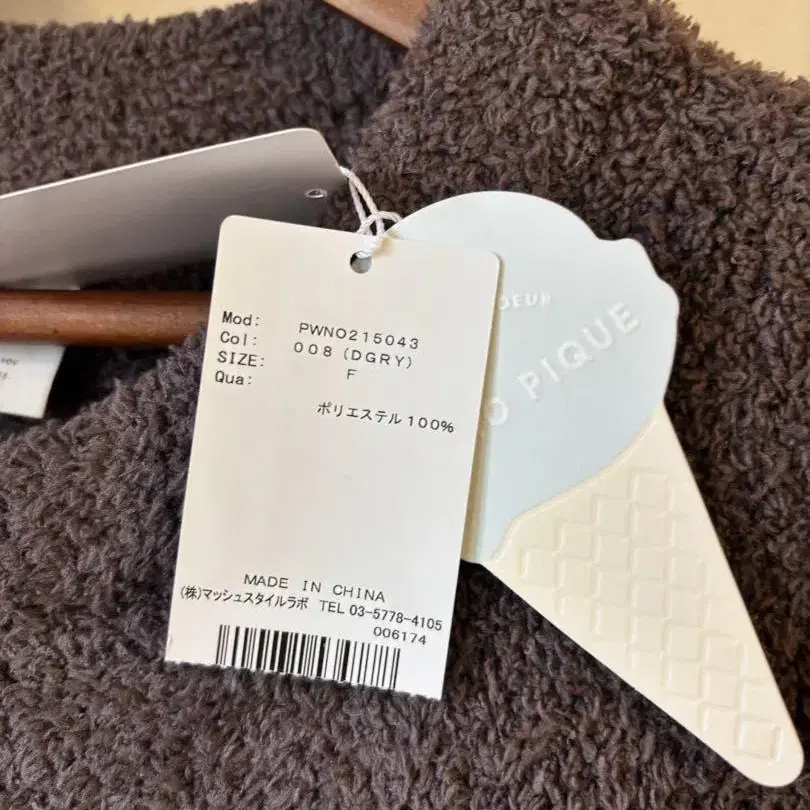 Mod: PWNO215043
Col: 008 (DGRY)
SIZE: F
Qua:
ポリエステル100%
MADE IN CHINA
(株)マッシュスタイルラボ TEL 03-5778-4105
006174
PIQUE